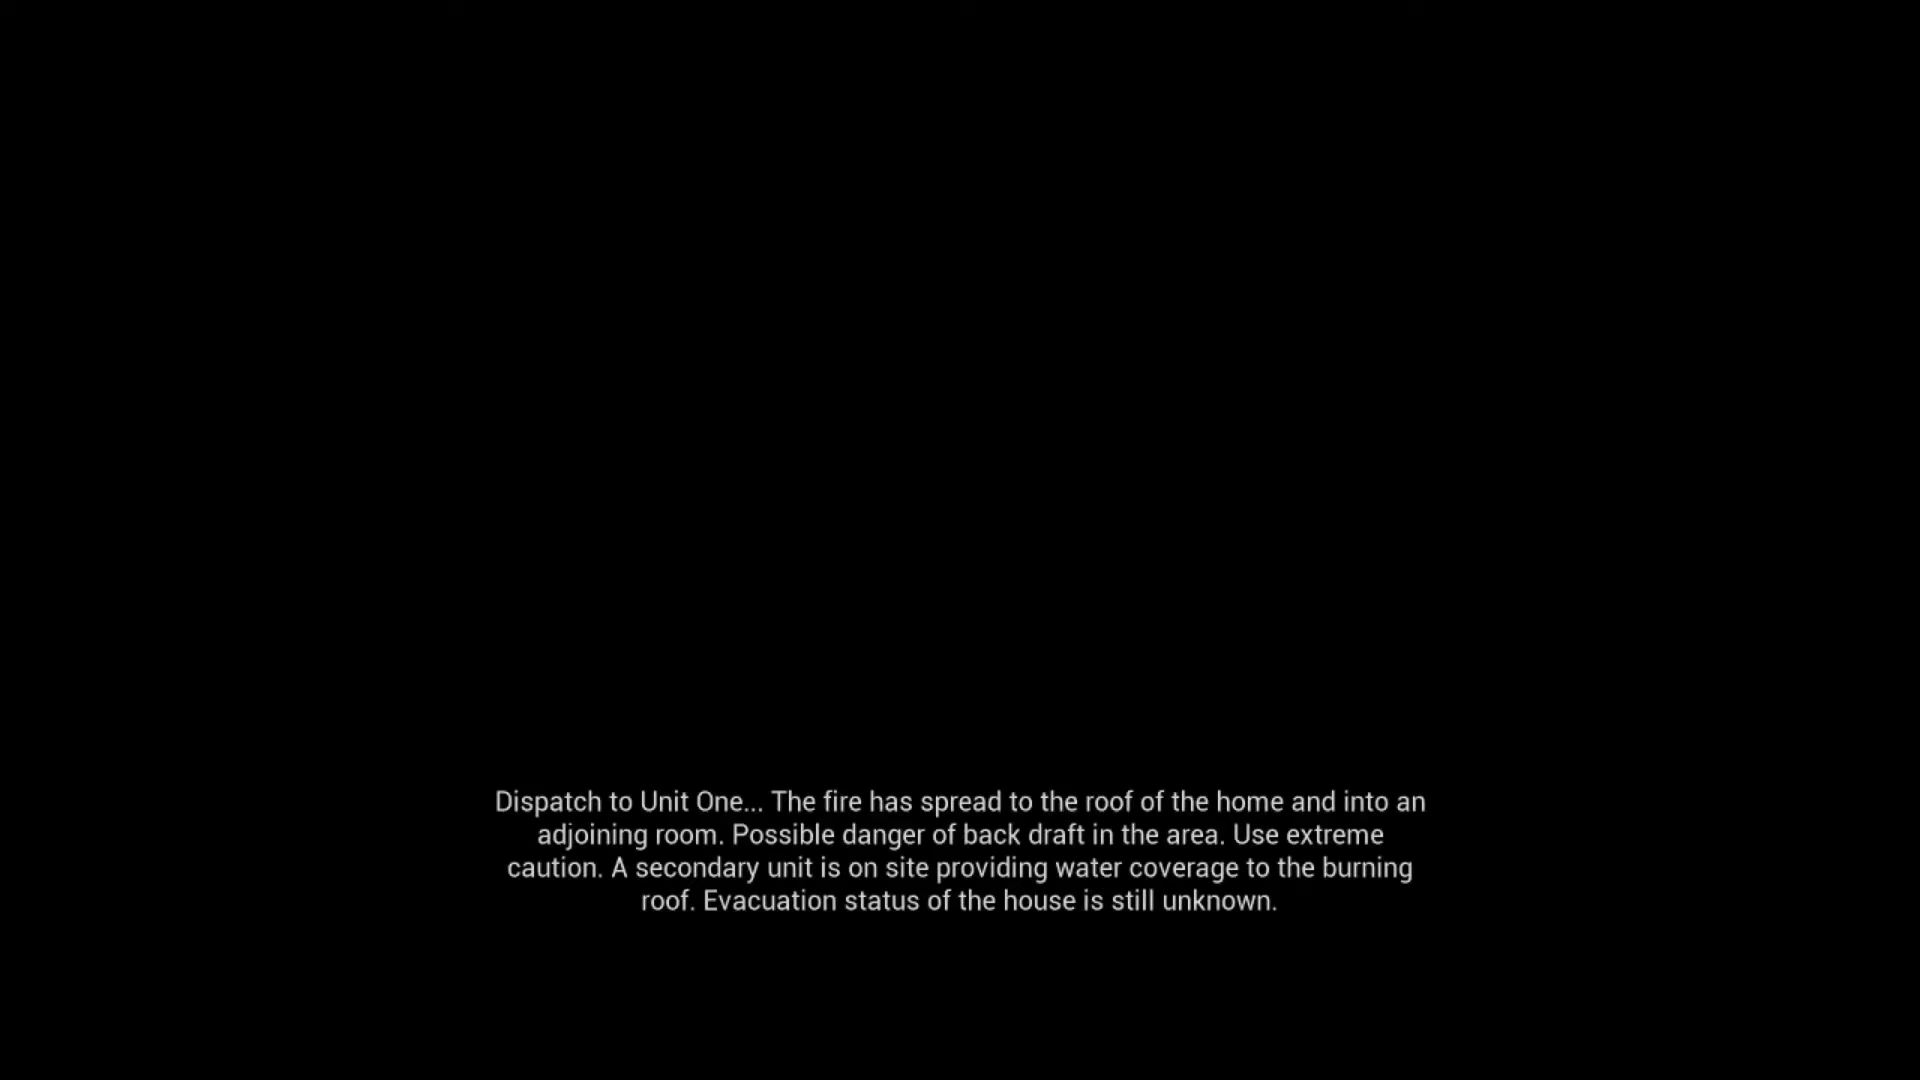 Dispatch to Unit One... The fire has spread to the roof of the home and into an
adjoining room. Possible danger of back draft in the area. Use extreme
caution. A secondary unit is on site providing water coverage to the burning
roof. Evacuation status of the house is still unknown.